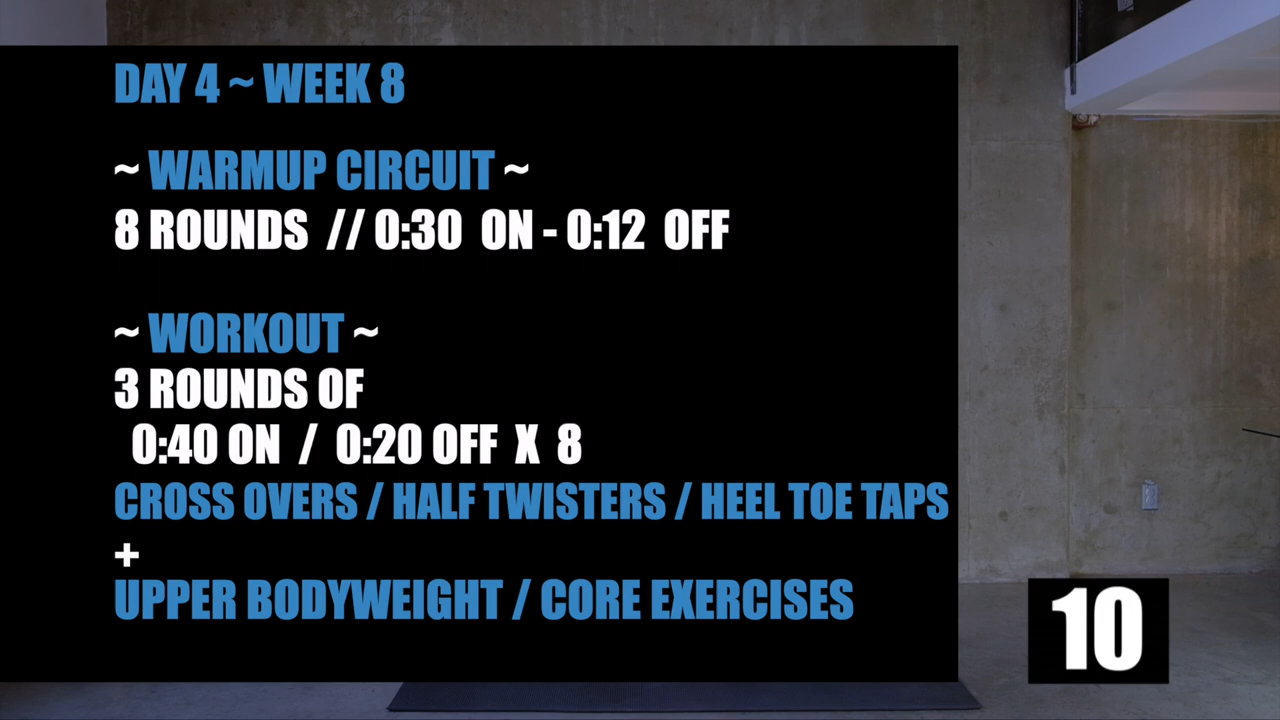 DAY 4 ~ WEEK 8
~ WARMUP CIRCUIT ~
8 ROUNDS // 0:30 ON - 0:12 OFF
~ WORKOUT ~
3 ROUNDS OF
0:40 ON / 0:20 OFF X 8
CROSS OVERS / HALF TWISTERS / HEEL TOE TAPS
+
UPPER BODYWEIGHT / CORE EXERCISES
10